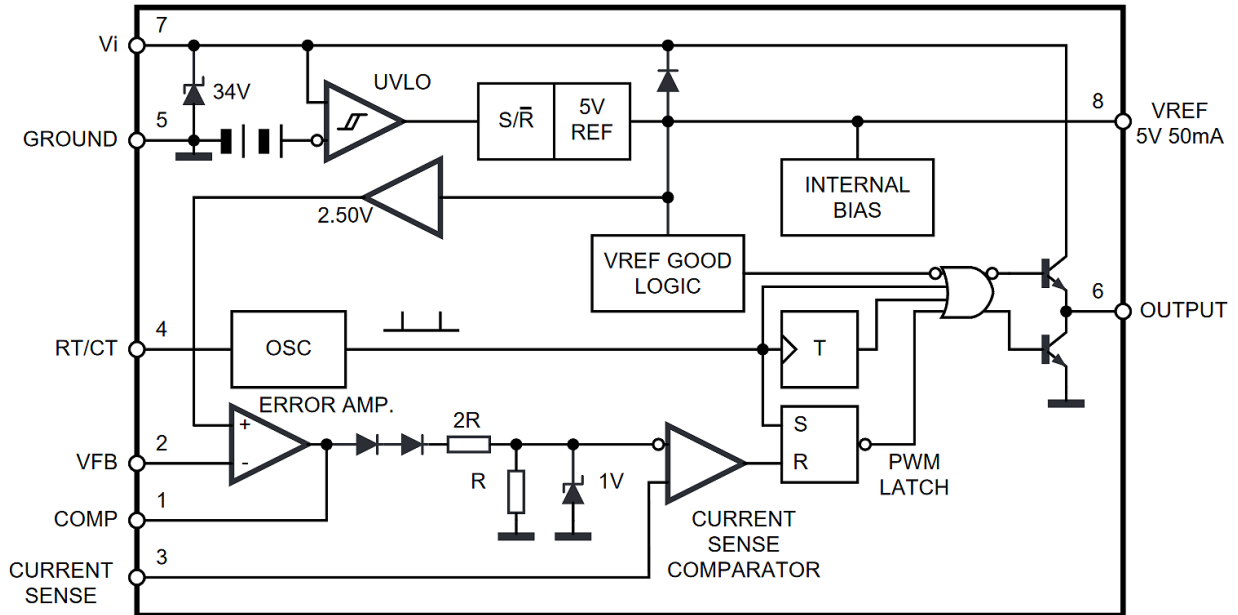 7
Vi
34V
UVLO
S/R̅
5V
REF
8
VREF
5V 50mA
5
GROUND
2.50V
INTERNAL
BIAS
VREF GOOD
LOGIC
6
OUTPUT
4
RT/CT
OSC
T
ERROR AMP.
+
-
2R
R
1V
2
VFB
S
R
PWM
LATCH
1
COMP
CURRENT
SENSE
COMPARATOR
3
CURRENT
SENSE